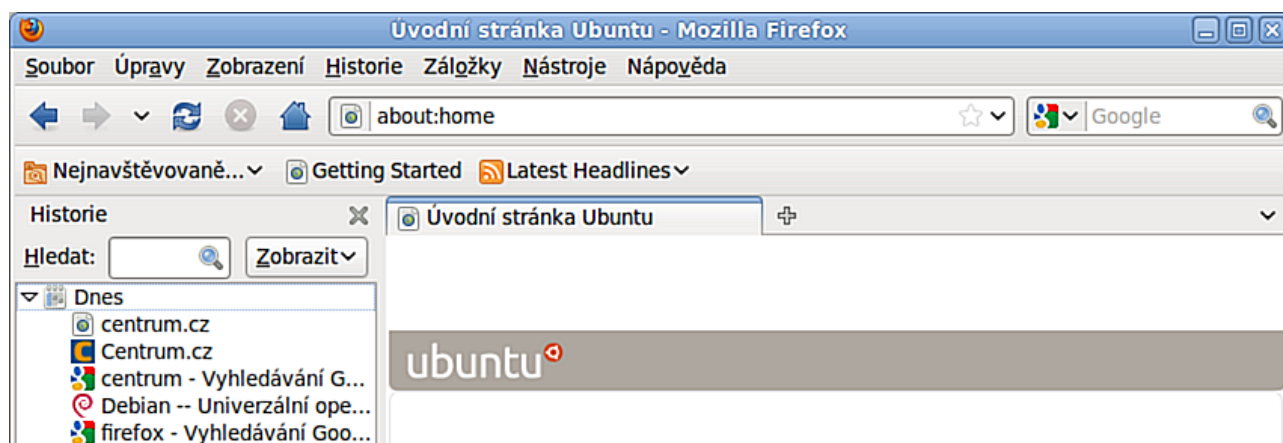 Úvodní stránka Ubuntu - Mozilla Firefox
Soubor Úpravy Zobrazení Historie Záložky Nástroje Nápověda
about:home Google
Nejnavštěvovaně... Getting Started Latest Headlines
Historie Úvodní stránka Ubuntu
Hledat: Zobrazit
Dnes
centrum.cz
Centrum.cz
centrum - Vyhledávání G...
Debian -- Univerzální ope...
firefox - Vyhledávání Goo...
ubuntu